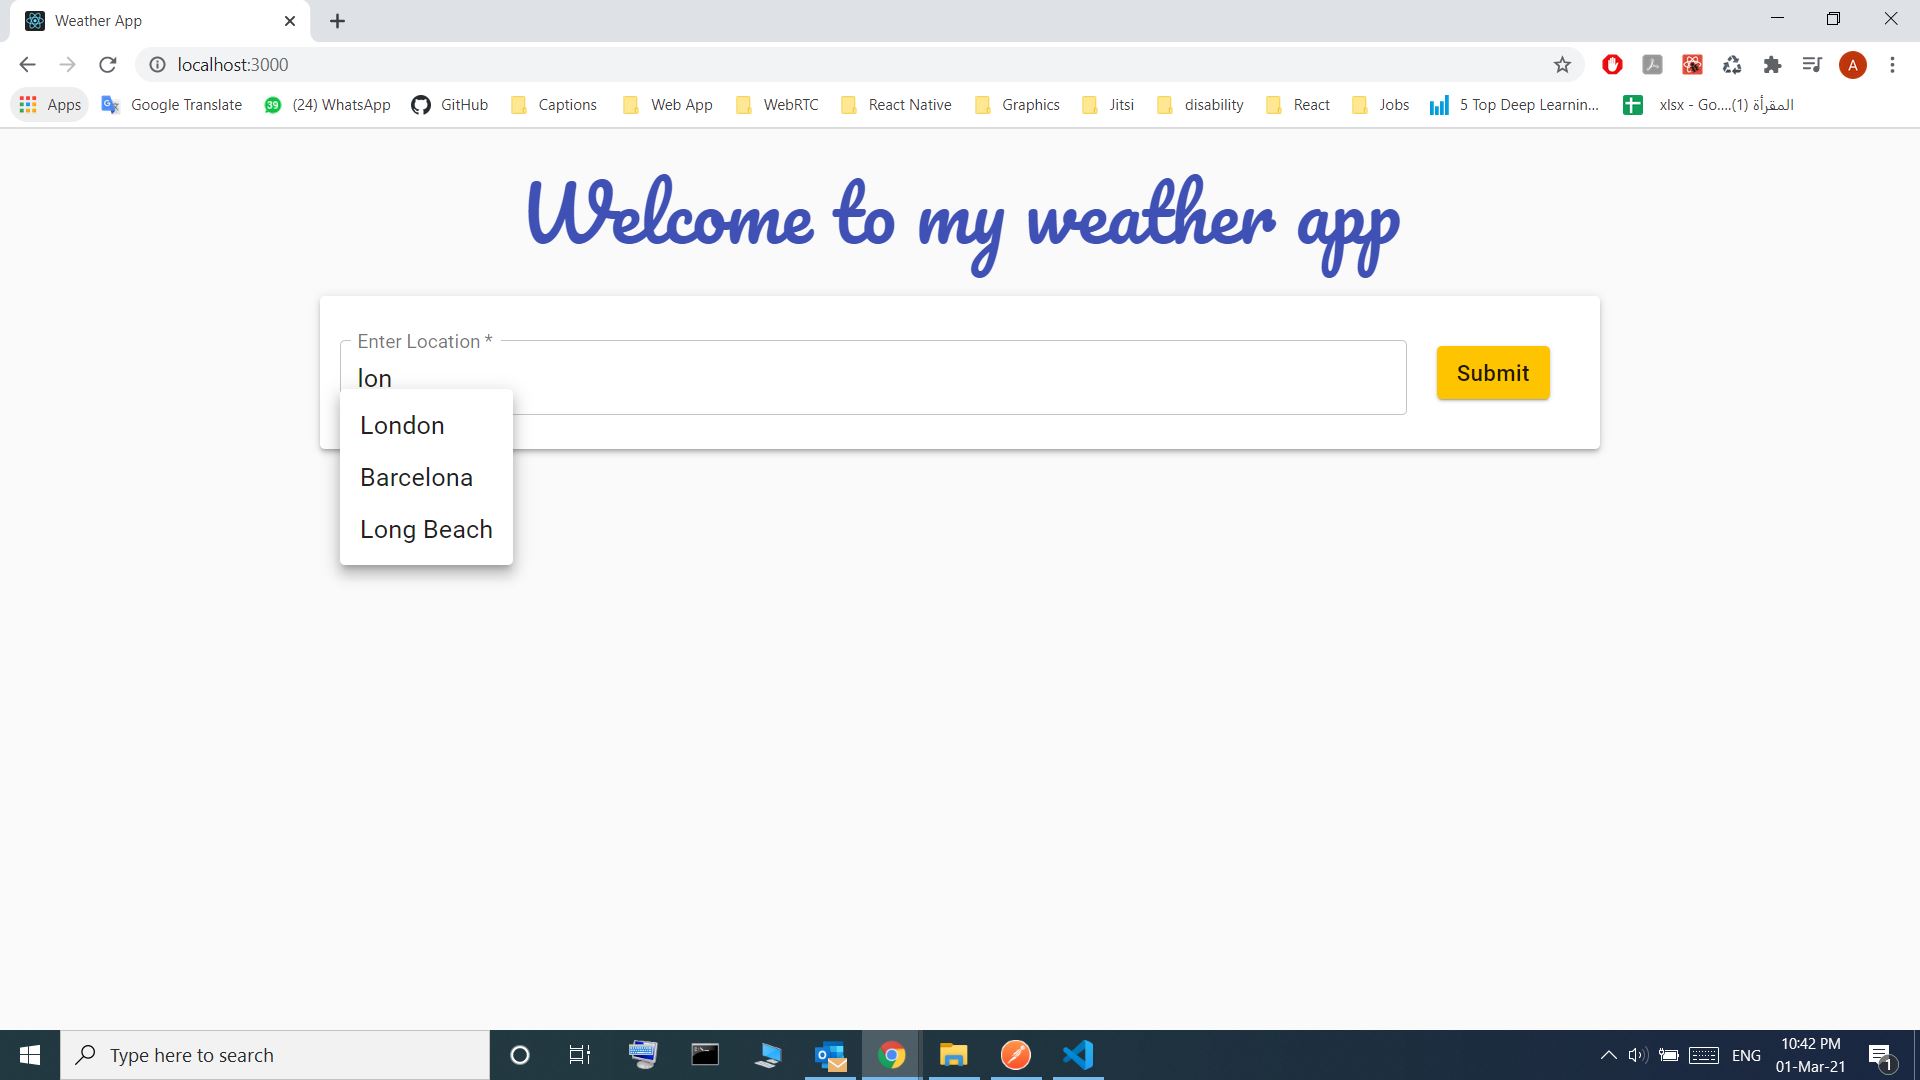 Weather App
localhost:3000
Apps
Google Translate
39
(24) WhatsApp
GitHub
Captions
Web App
WebRTC
React Native
Graphics
Jitsi
disability
React
Jobs
5 Top Deep Learnin...
المقرأة (1)....xlsx - Go
A
Welcome to my weather app
Enter Location *
lon
Submit
London
Barcelona
Long Beach
Type here to search
ENG
10:42 PM
01-Mar-21
1